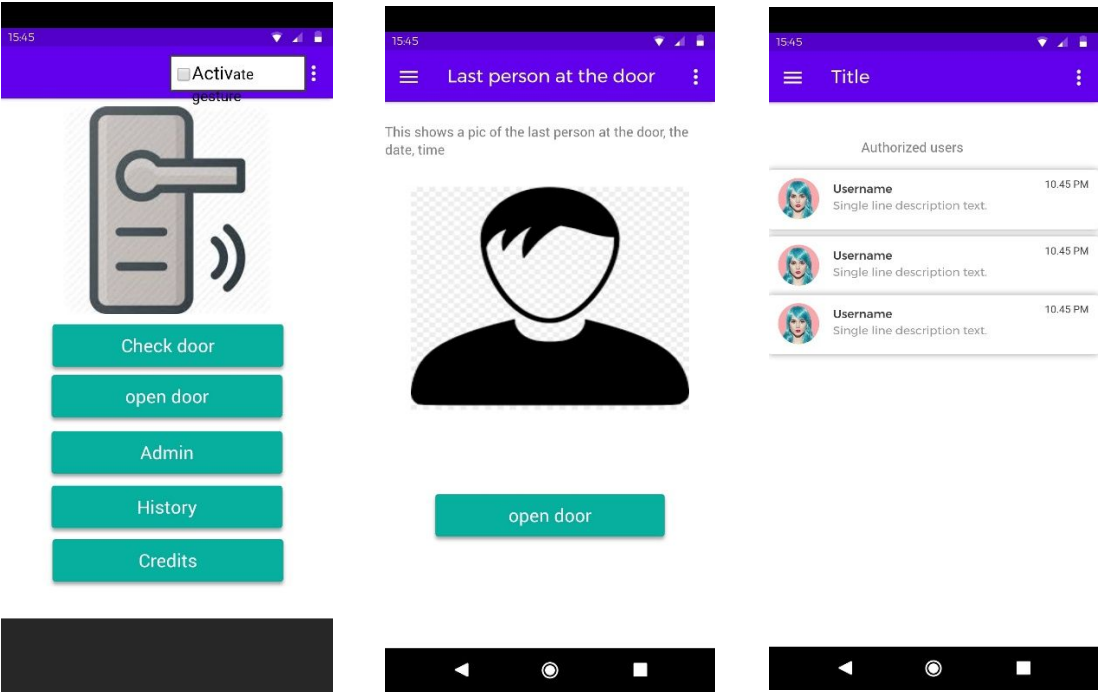 15:45
Activate
gesture
Check door
open door
Admin
History
Credits
15:45
Last person at the door
This shows a pic of the last person at the door, the
date, time
open door
15:45
Title
Authorized users
Username
10.45 PM
Single line description text.
Username
10.45 PM
Single line description text.
Username
10.45 PM
Single line description text.